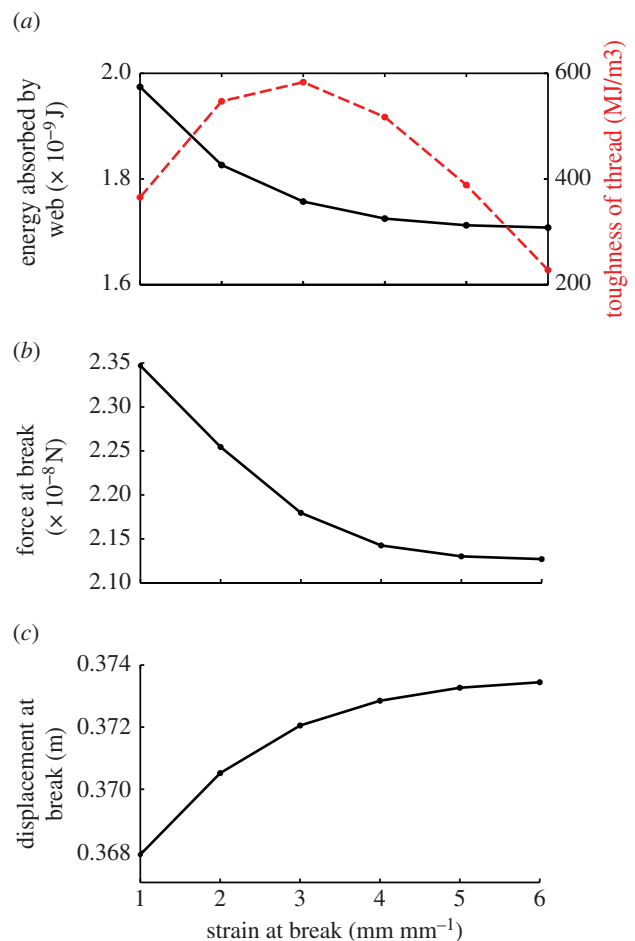 (a)
energy absorbed by
web (× 10⁻⁹ J)
2.0
1.8
1.6
600
400
200
toughness of thread (MJ/m3)
(b)
force at break
(× 10⁻⁸ N)
2.35
2.30
2.25
2.20
2.15
2.10
(c)
displacement at
break (m)
0.374
0.372
0.370
0.368
1 2 3 4 5 6
strain at break (mm mm⁻¹)